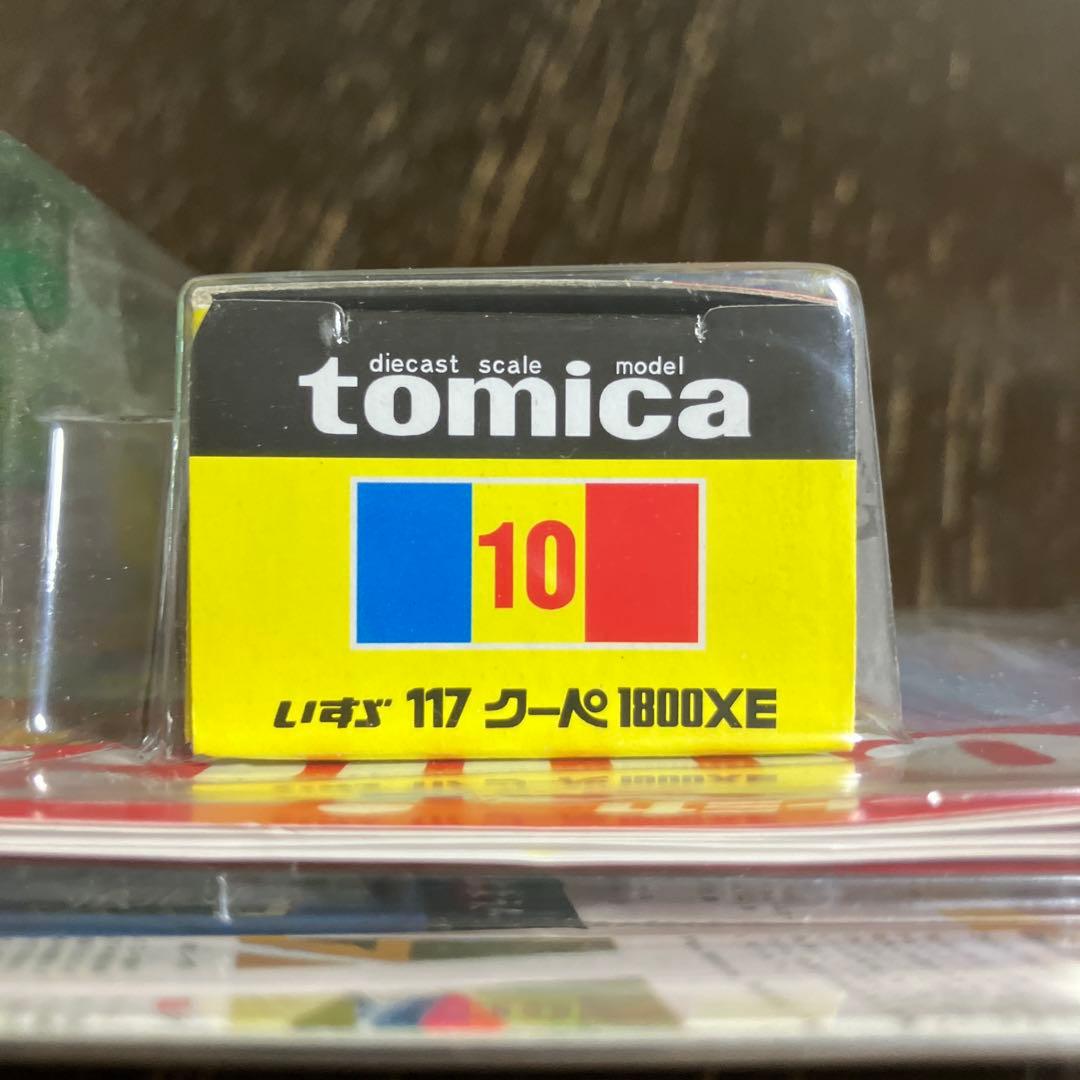 diecast scale model
tomica
10
いすゞ 117 クーペ 1800XE